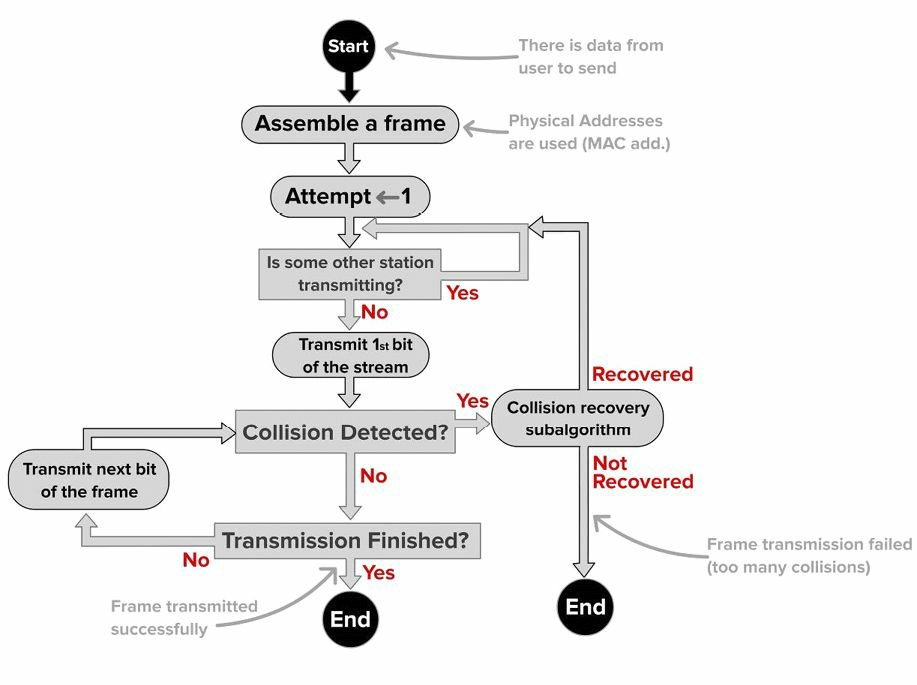 Start
There is data from
user to send
Assemble a frame
Physical Addresses
are used (MAC add.)
Attempt ←1
Is some other station
transmitting?
Yes
No
Transmit 1st bit
of the stream
Recovered
Yes
Collision recovery
subalgorithm
Collision Detected?
Transmit next bit
of the frame
No
Not
Recovered
Transmission Finished?
No
Yes
Frame transmission failed
(too many collisions)
Frame transmitted
successfully
End
End